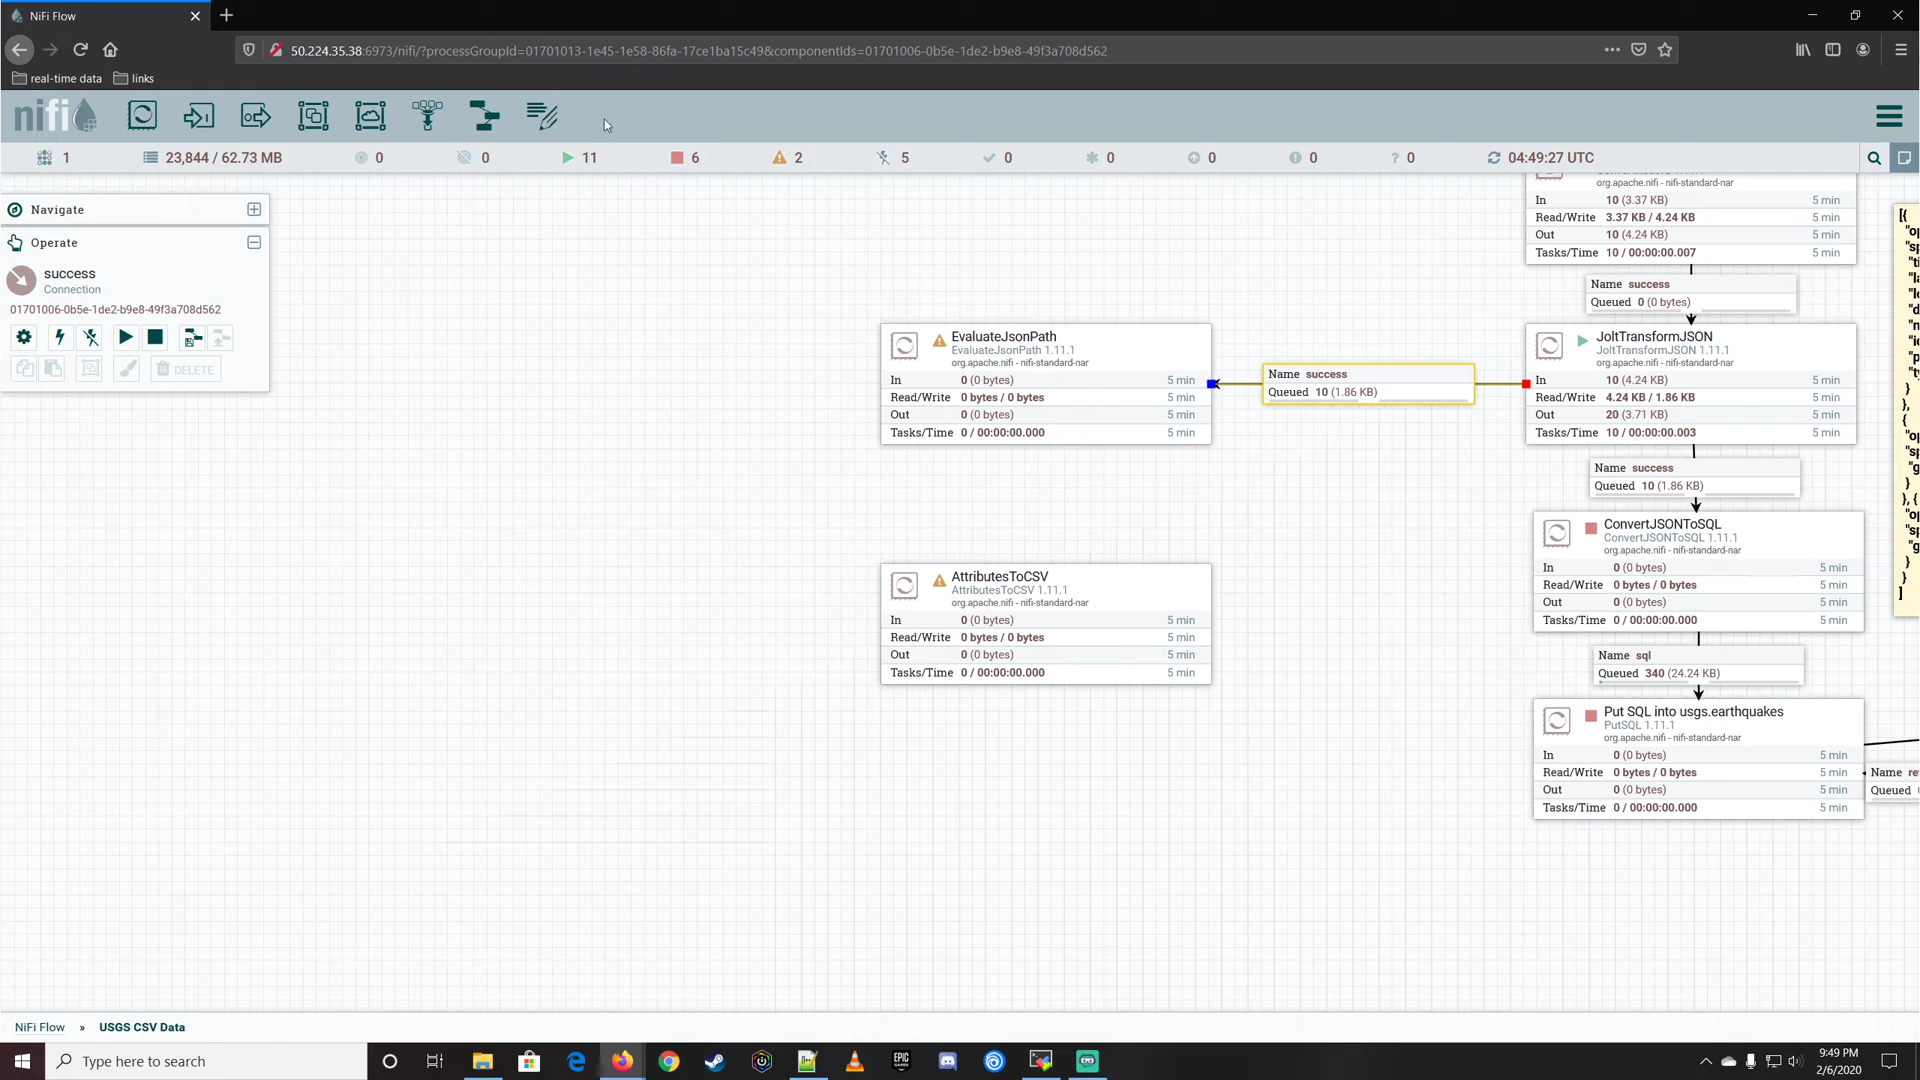 NiFi Flow
50.224.35.38:6973/nifi/?processGroupId=01701013-1e45-1e58-86fa-17ce1ba15c49&componentIds=01701006-0b5e-1de2-b9e8-49f3a708d562
real-time data
links
nifi
1
23,844 / 62.73 MB
0
0
11
6
2
5
0
0
0
0
? 0
04:49:27 UTC
Navigate
Operate
success
Connection
01701006-0b5e-1de2-b9e8-49f3a708d562
DELETE
org.apache.nifi - nifi-standard-nar
In 10 (3.37 KB) 5 min
Read/Write 3.37 KB / 4.24 KB 5 min
Out 10 (4.24 KB) 5 min
Tasks/Time 10 / 00:00:00.007 5 min
Name success
Queued 0 (0 bytes)
EvaluateJsonPath
EvaluateJsonPath 1.11.1
org.apache.nifi - nifi-standard-nar
In 0 (0 bytes) 5 min
Read/Write 0 bytes / 0 bytes 5 min
Out 0 (0 bytes) 5 min
Tasks/Time 0 / 00:00:00.000 5 min
Name success
Queued 10 (1.86 KB)
JoltTransformJSON
JoltTransformJSON 1.11.1
org.apache.nifi - nifi-standard-nar
In 10 (4.24 KB) 5 min
Read/Write 4.24 KB / 1.86 KB 5 min
Out 20 (3.71 KB) 5 min
Tasks/Time 10 / 00:00:00.003 5 min
Name success
Queued 10 (1.86 KB)
ConvertJSONToSQL
ConvertJSONToSQL 1.11.1
org.apache.nifi - nifi-standard-nar
In 0 (0 bytes) 5 min
Read/Write 0 bytes / 0 bytes 5 min
Out 0 (0 bytes) 5 min
Tasks/Time 0 / 00:00:00.000 5 min
AttributesToCSV
AttributesToCSV 1.11.1
org.apache.nifi - nifi-standard-nar
In 0 (0 bytes) 5 min
Read/Write 0 bytes / 0 bytes 5 min
Out 0 (0 bytes) 5 min
Tasks/Time 0 / 00:00:00.000 5 min
Name sql
Queued 340 (24.24 KB)
Put SQL into usgs.earthquakes
PutSQL 1.11.1
org.apache.nifi - nifi-standard-nar
In 0 (0 bytes) 5 min
Read/Write 0 bytes / 0 bytes 5 min
Out 0 (0 bytes) 5 min
Tasks/Time 0 / 00:00:00.000 5 min
Name re
Queued
[{
"op
"sp
"ti
"la
}
},
{
"op
"sp
"g
}
}, {
"op
"sp
"g
}
}
]
NiFi Flow » USGS CSV Data
Type here to search
EPIC GAMES
9:49 PM
2/6/2020